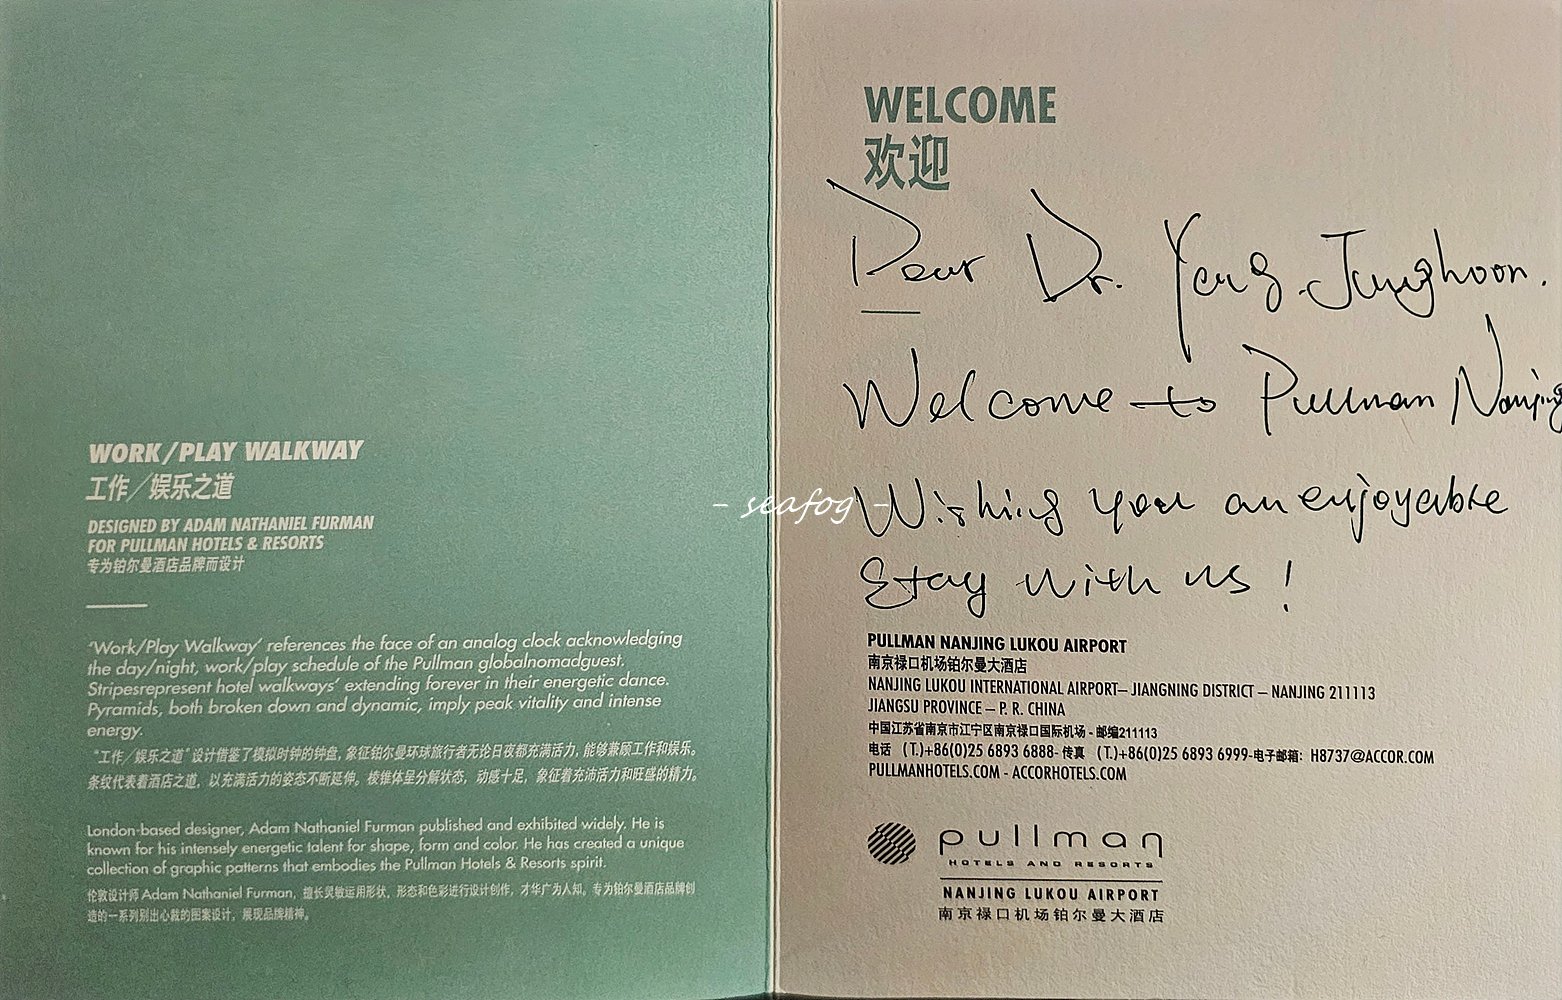 WORK/PLAY WALKWAY
工作／娱乐之道
DESIGNED BY ADAM NATHANIEL FURMAN
FOR PULLMAN HOTELS & RESORTS
专为铂尔曼酒店品牌而设计
‘Work/Play Walkway’ references the face of an analog clock acknowledging
the day/night, work/play schedule of the Pullman globalnomadguest.
Stripesrepresent hotel walkways’ extending forever in their energetic dance.
Pyramids, both broken down and dynamic, imply peak vitality and intense
energy.
“工作／娱乐之道”设计借鉴了模拟时钟的钟盘，象征铂尔曼环球旅行者无论日夜都充满活力，能够兼顾工作和娱乐。
条纹代表着酒店之道，以充满活力的姿态不断延伸。棱锥体呈分解状态，动感十足，象征着充沛活力和旺盛的精力。
London-based designer, Adam Nathaniel Furman published and exhibited widely. He is
known for his intensely energetic talent for shape, form and color. He has created a unique
collection of graphic patterns that embodies the Pullman Hotels & Resorts spirit.
伦敦设计师 Adam Nathaniel Furman，擅长灵敏运用形状、形态和色彩进行设计创作，才华广为人知。专为铂尔曼酒店品牌创
造的一系列别出心裁的图案设计，展现品牌精神。
- seafog -
WELCOME
欢迎
Dear Dr. Yang Junghoon.
Welcome to Pullman Nanjing
Wishing you an enjoyable
Stay with us!
PULLMAN NANJING LUKOU AIRPORT
南京禄口机场铂尔曼大酒店
NANJING LUKOU INTERNATIONAL AIRPORT– JIANGNING DISTRICT – NANJING 211113
JIANGSU PROVINCE – P. R. CHINA
中国江苏省南京市江宁区南京禄口国际机场 - 邮编211113
电话 （T.)+86(0)25 6893 6888- 传真 （T.)+86(0)25 6893 6999-电子邮箱: H8737@ACCOR.COM
PULLMANHOTELS.COM - ACCORHOTELS.COM
pullman
HOTELS AND RESORTS
NANJING LUKOU AIRPORT
南京禄口机场铂尔曼大酒店